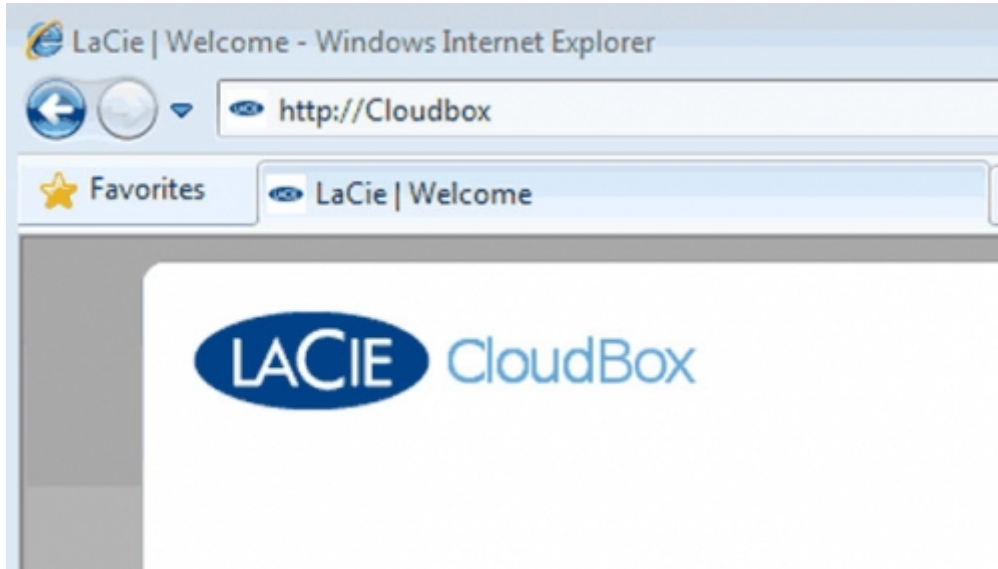 LaCie | Welcome - Windows Internet Explorer
http://Cloudbox
Favorites
LaCie | Welcome
LACIE CloudBox